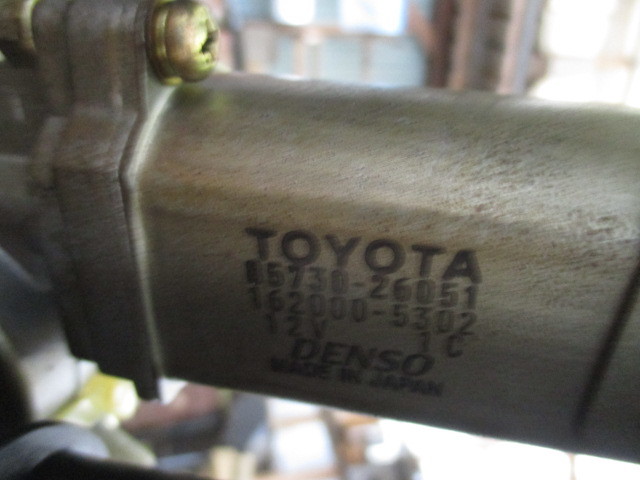 TOYOTA
85730-26051
162000-5302
12V 1C
DENSO
MADE IN JAPAN